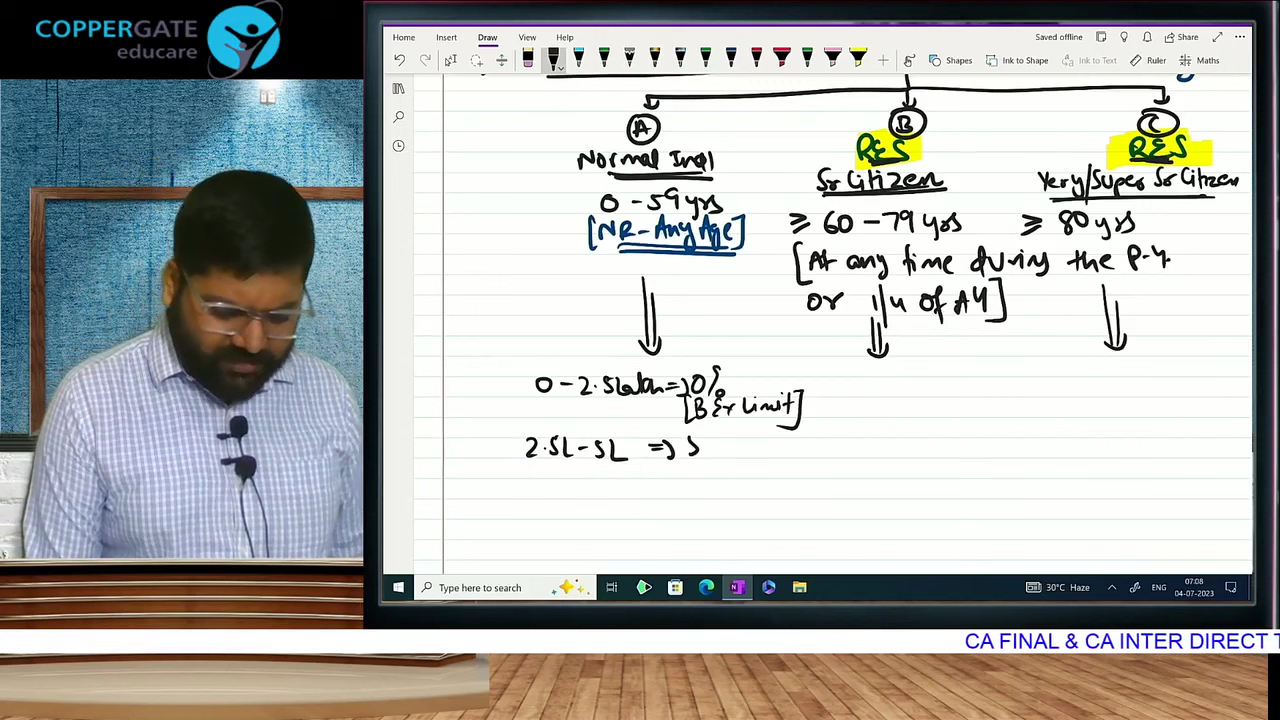 COPPERGATE
educare
Home Insert Draw View Help
Saved offline
Share
Shapes
Ink to Shape
Ink to Text
Ruler
Maths
A
B
C
Normal Indl
RES
RES
Sr Citizen
Very/Super Sr Citizen
0 - 59 yrs
≥ 60 - 79 yrs
≥ 80 yrs
[NR - Any Age]
[At any time during the P.Y.
or 1/4 of AY]
0 - 2.5 => 0%
[B Ex Limit]
2.5L - 5L => 5
Type here to search
30°C Haze
ENG
07:08
04-07-2023
CA FINAL & CA INTER DIRECT T